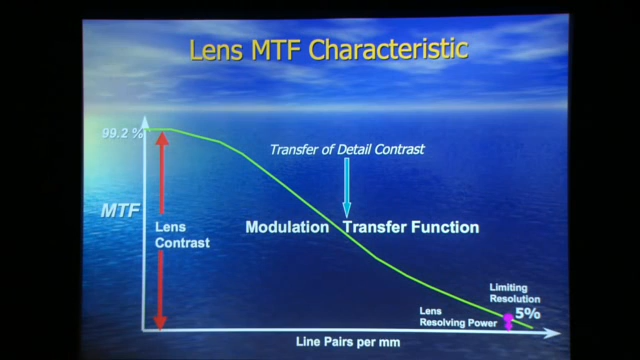 Lens MTF Characteristic
99.2 %
Transfer of Detail Contrast
MTF
Lens
Contrast
Modulation Transfer Function
Limiting
Resolution
5%
Lens
Resolving Power
Line Pairs per mm